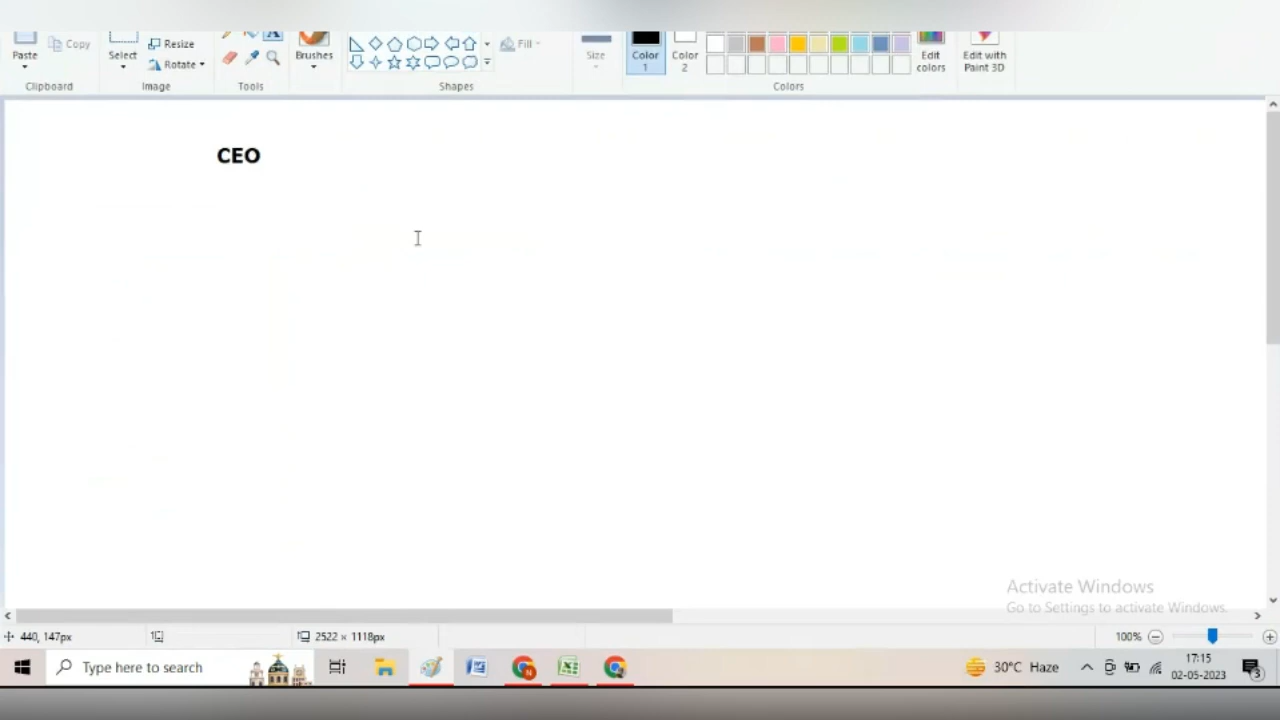 Paste
Copy
Clipboard
Select
Resize
Rotate
Image
Tools
Brushes
Shapes
Fill
Size
Color
1
Color
2
Colors
Edit
colors
Edit with
Paint 3D
CEO
Activate Windows
Go to Settings to activate Windows.
440, 147px
2522 × 1118px
100%
Type here to search
30°C Haze
17:15
02-05-2023
3